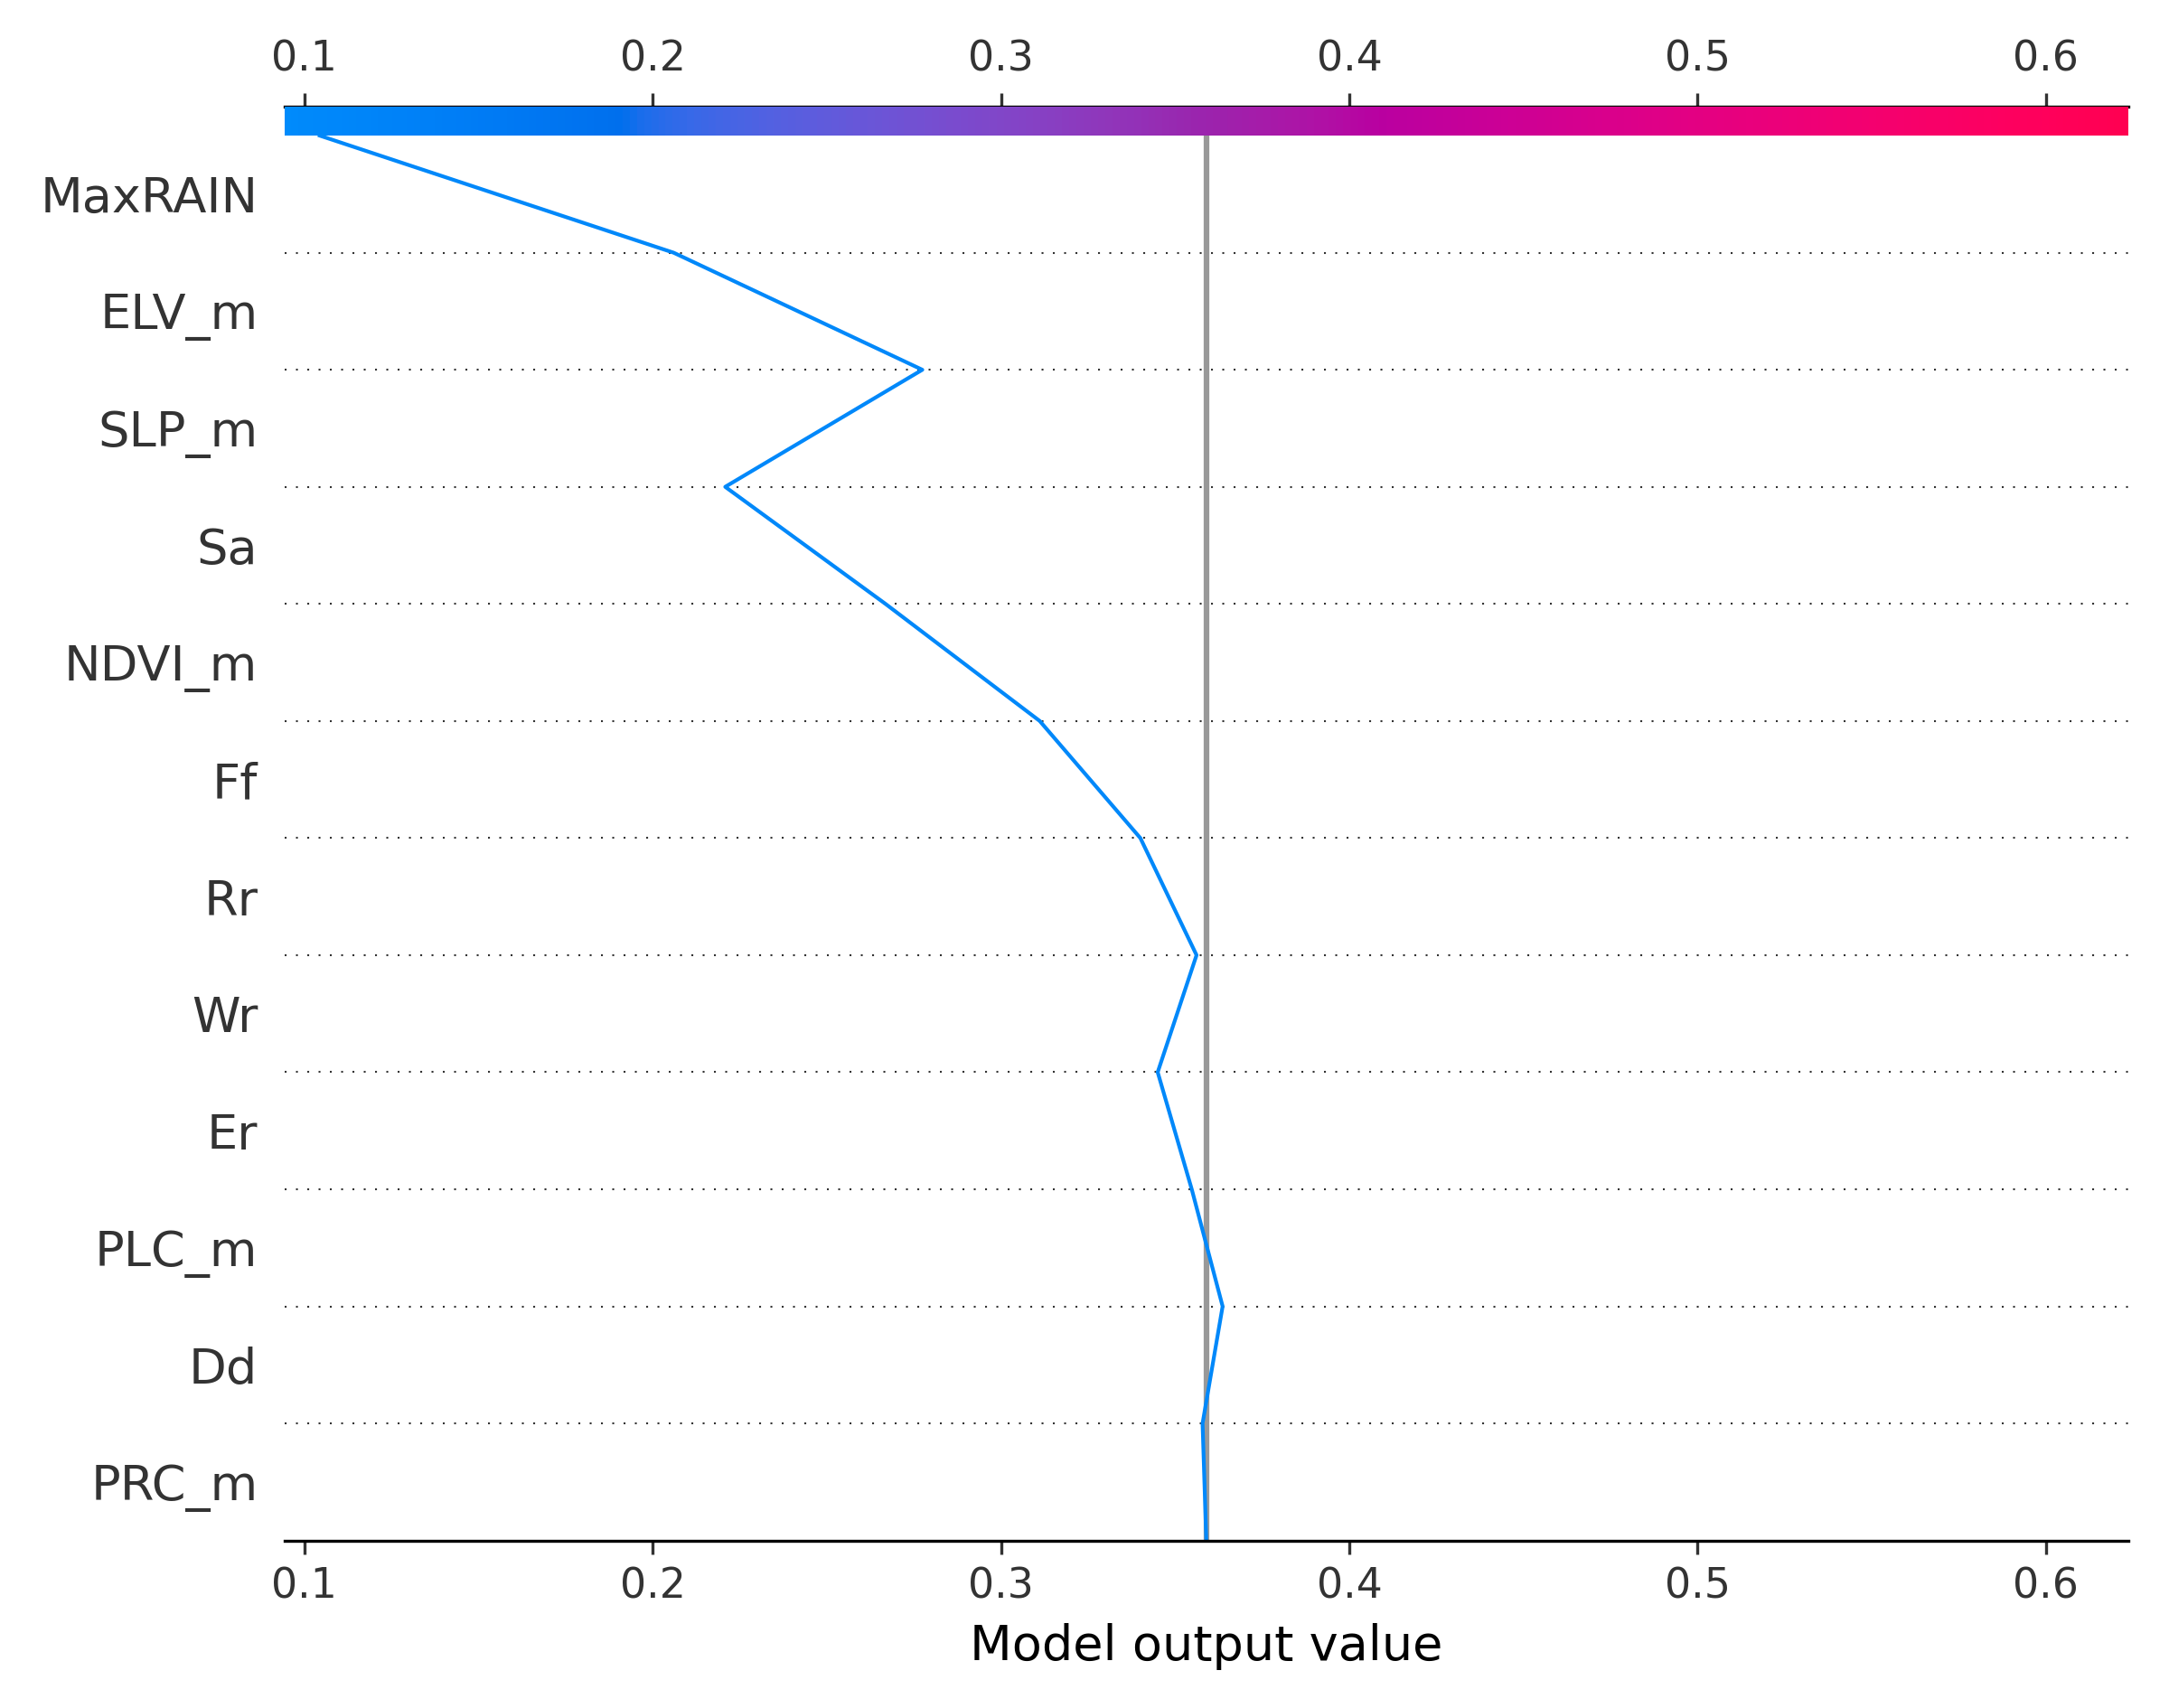 0.1 0.2 0.3 0.4 0.5 0.6
MaxRAIN
ELV_m
SLP_m
Sa
NDVI_m
Ff
Rr
Wr
Er
PLC_m
Dd
PRC_m
0.1 0.2 0.3 0.4 0.5 0.6
Model output value